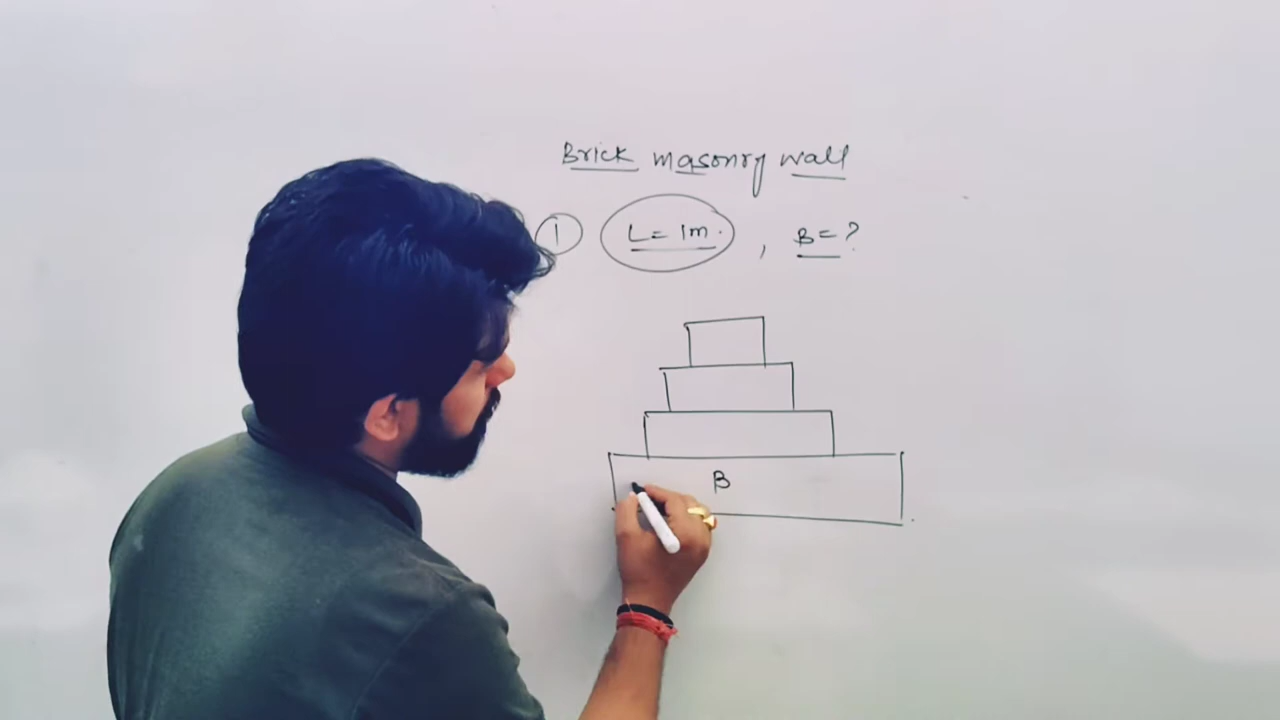 Brick masonry wall
1 L = 1m. , B = ?
B